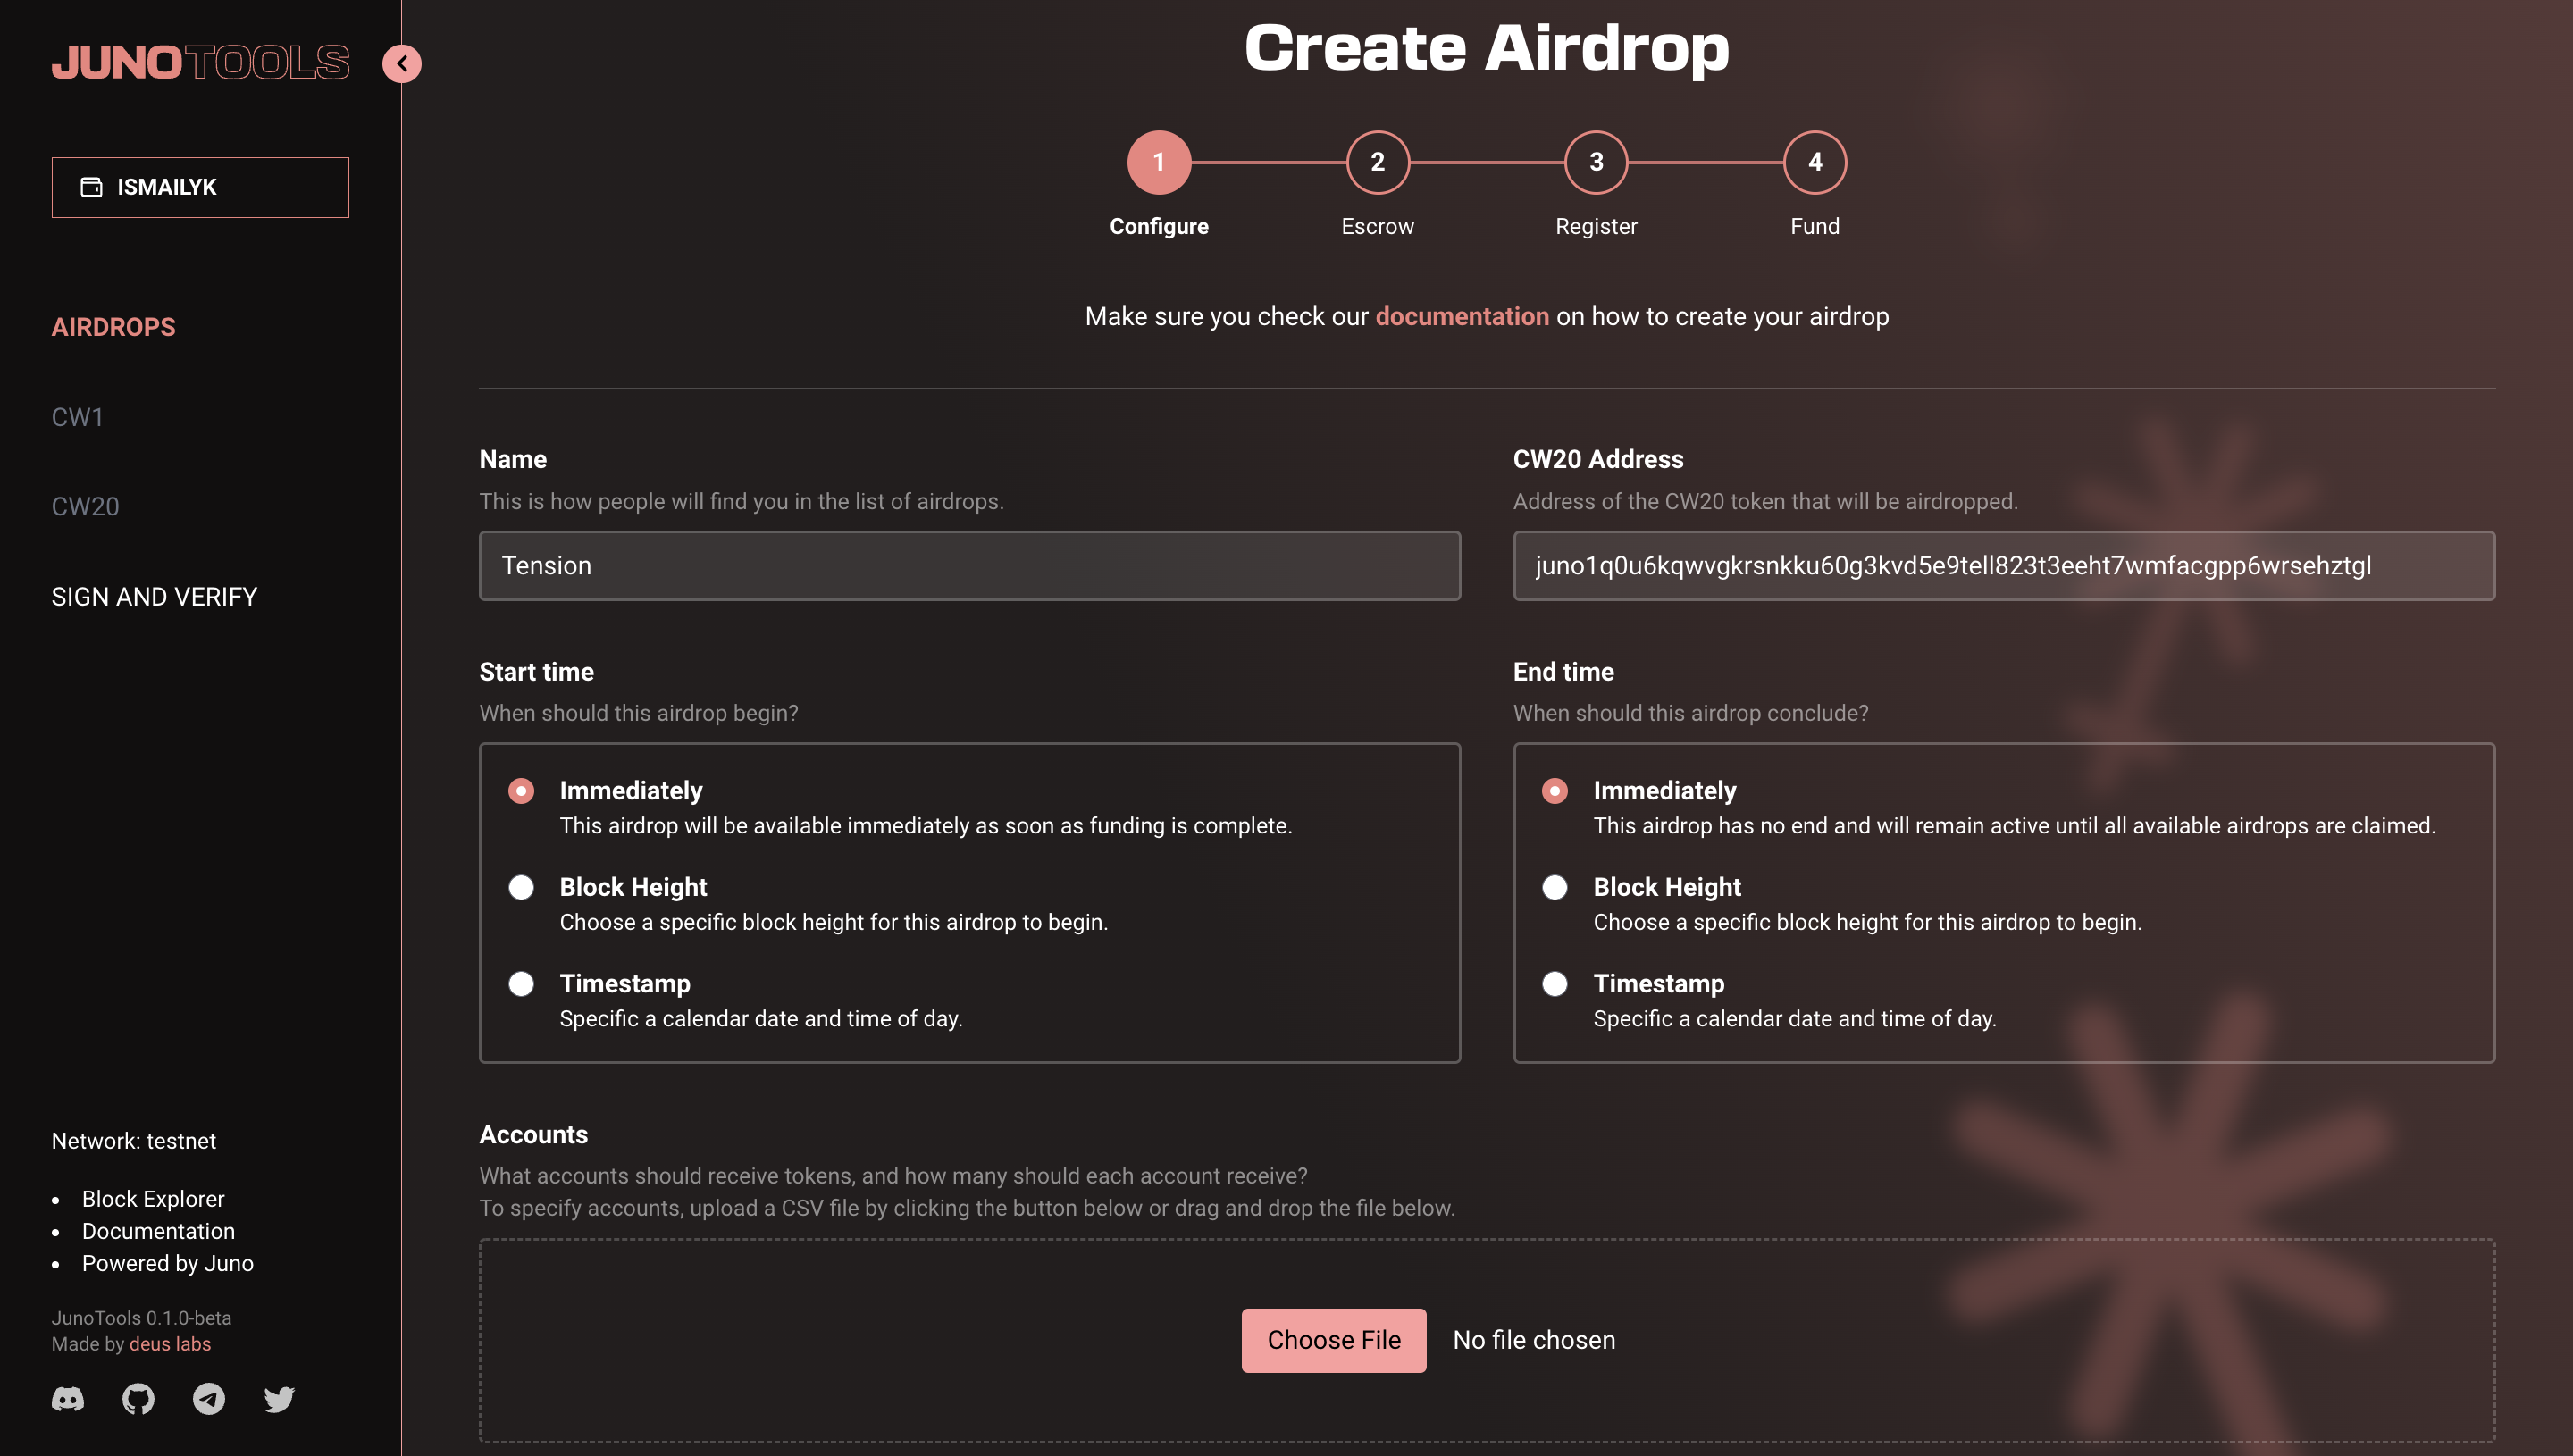 JUNOTOOLS
ISMAILYK
AIRDROPS
CW1
CW20
SIGN AND VERIFY
Network: testnet
Block Explorer
Documentation
Powered by Juno
JunoTools 0.1.0-beta
Made by deus labs
Create Airdrop
1
2
3
4
Configure
Escrow
Register
Fund
Make sure you check our documentation on how to create your airdrop
Name
This is how people will find you in the list of airdrops.
Tension
CW20 Address
Address of the CW20 token that will be airdropped.
juno1q0u6kqwvgkrsnkku60g3kvd5e9tell823t3eeht7wmfacgpp6wrsehztgl
Start time
When should this airdrop begin?
Immediately
This airdrop will be available immediately as soon as funding is complete.
Block Height
Choose a specific block height for this airdrop to begin.
Timestamp
Specific a calendar date and time of day.
End time
When should this airdrop conclude?
Immediately
This airdrop has no end and will remain active until all available airdrops are claimed.
Block Height
Choose a specific block height for this airdrop to begin.
Timestamp
Specific a calendar date and time of day.
Accounts
What accounts should receive tokens, and how many should each account receive?
To specify accounts, upload a CSV file by clicking the button below or drag and drop the file below.
Choose File
No file chosen